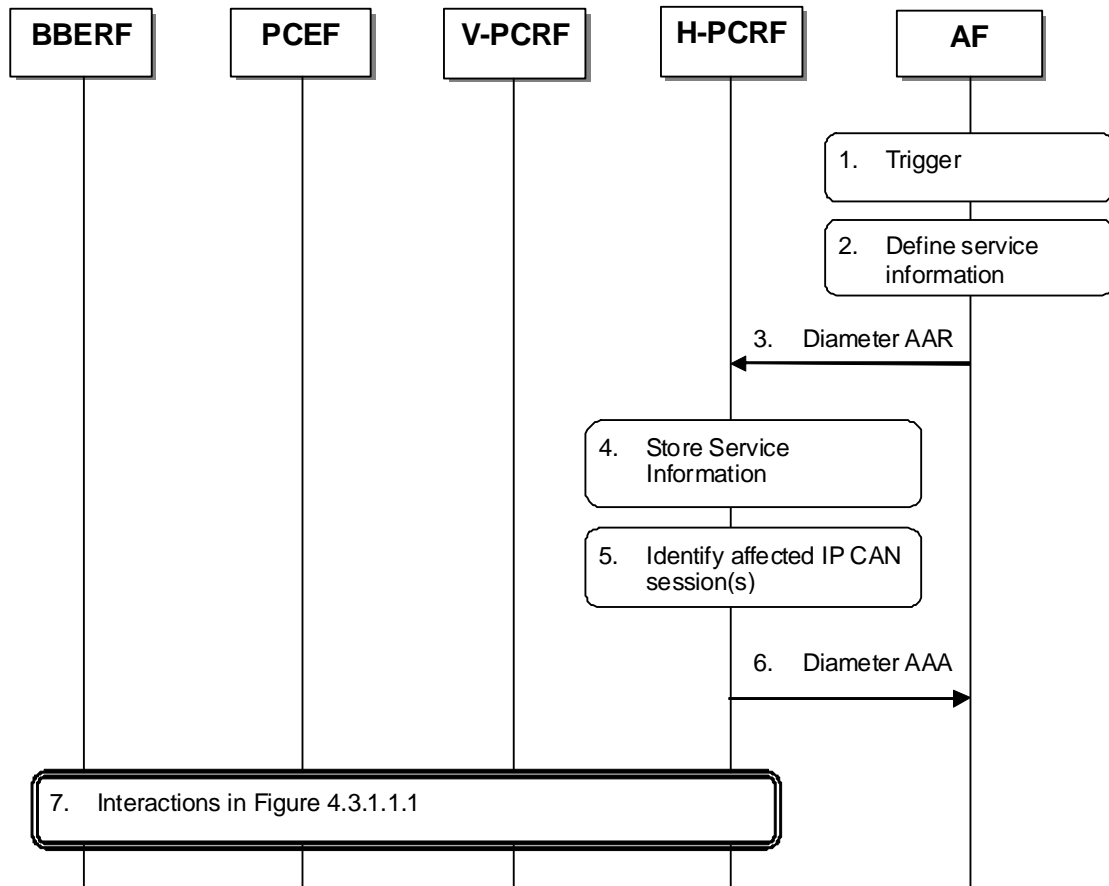 BBERF PCEF V-PCRF H-PCRF AF
1. Trigger
2. Define service
information
3. Diameter AAR
4. Store Service
Information
5. Identify affected IP CAN
session(s)
6. Diameter AAA
7. Interactions in Figure 4.3.1.1.1